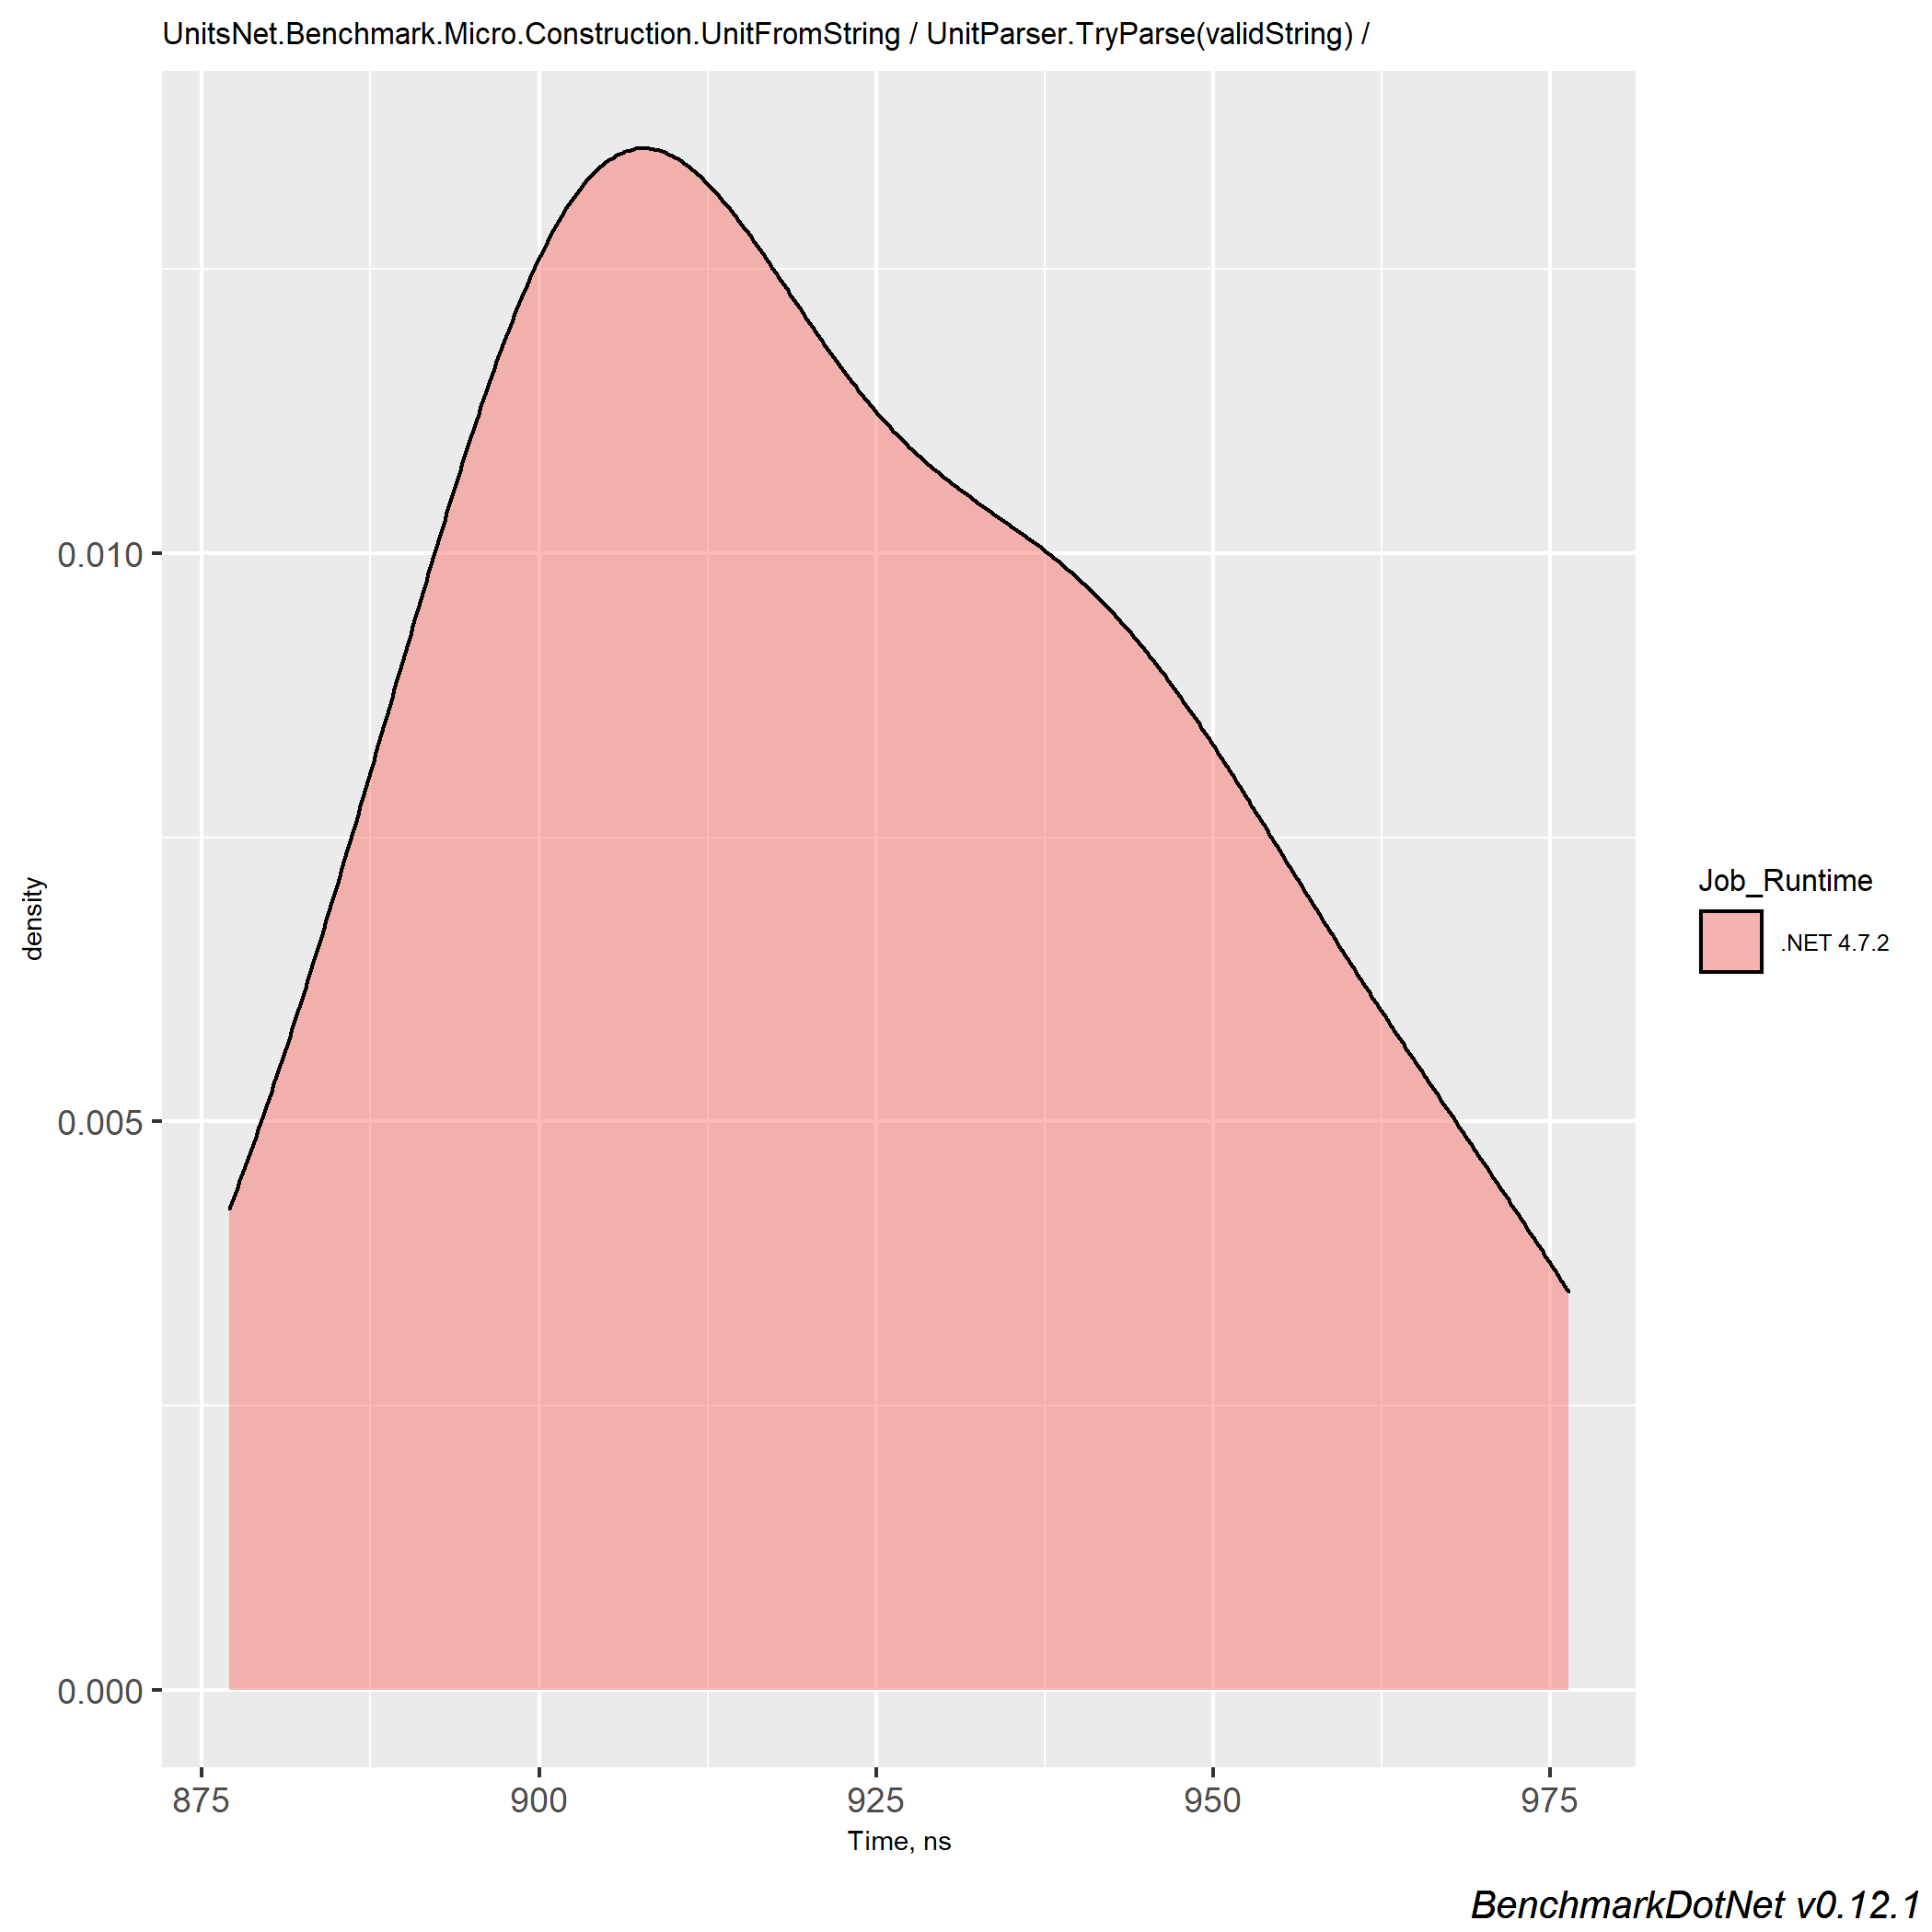 UnitsNet.Benchmark.Micro.Construction.UnitFromString / UnitParser.TryParse(validString) /
0.010
0.005
0.000
density
875 900 925 950 975
Time, ns
Job_Runtime
.NET 4.7.2
BenchmarkDotNet v0.12.1